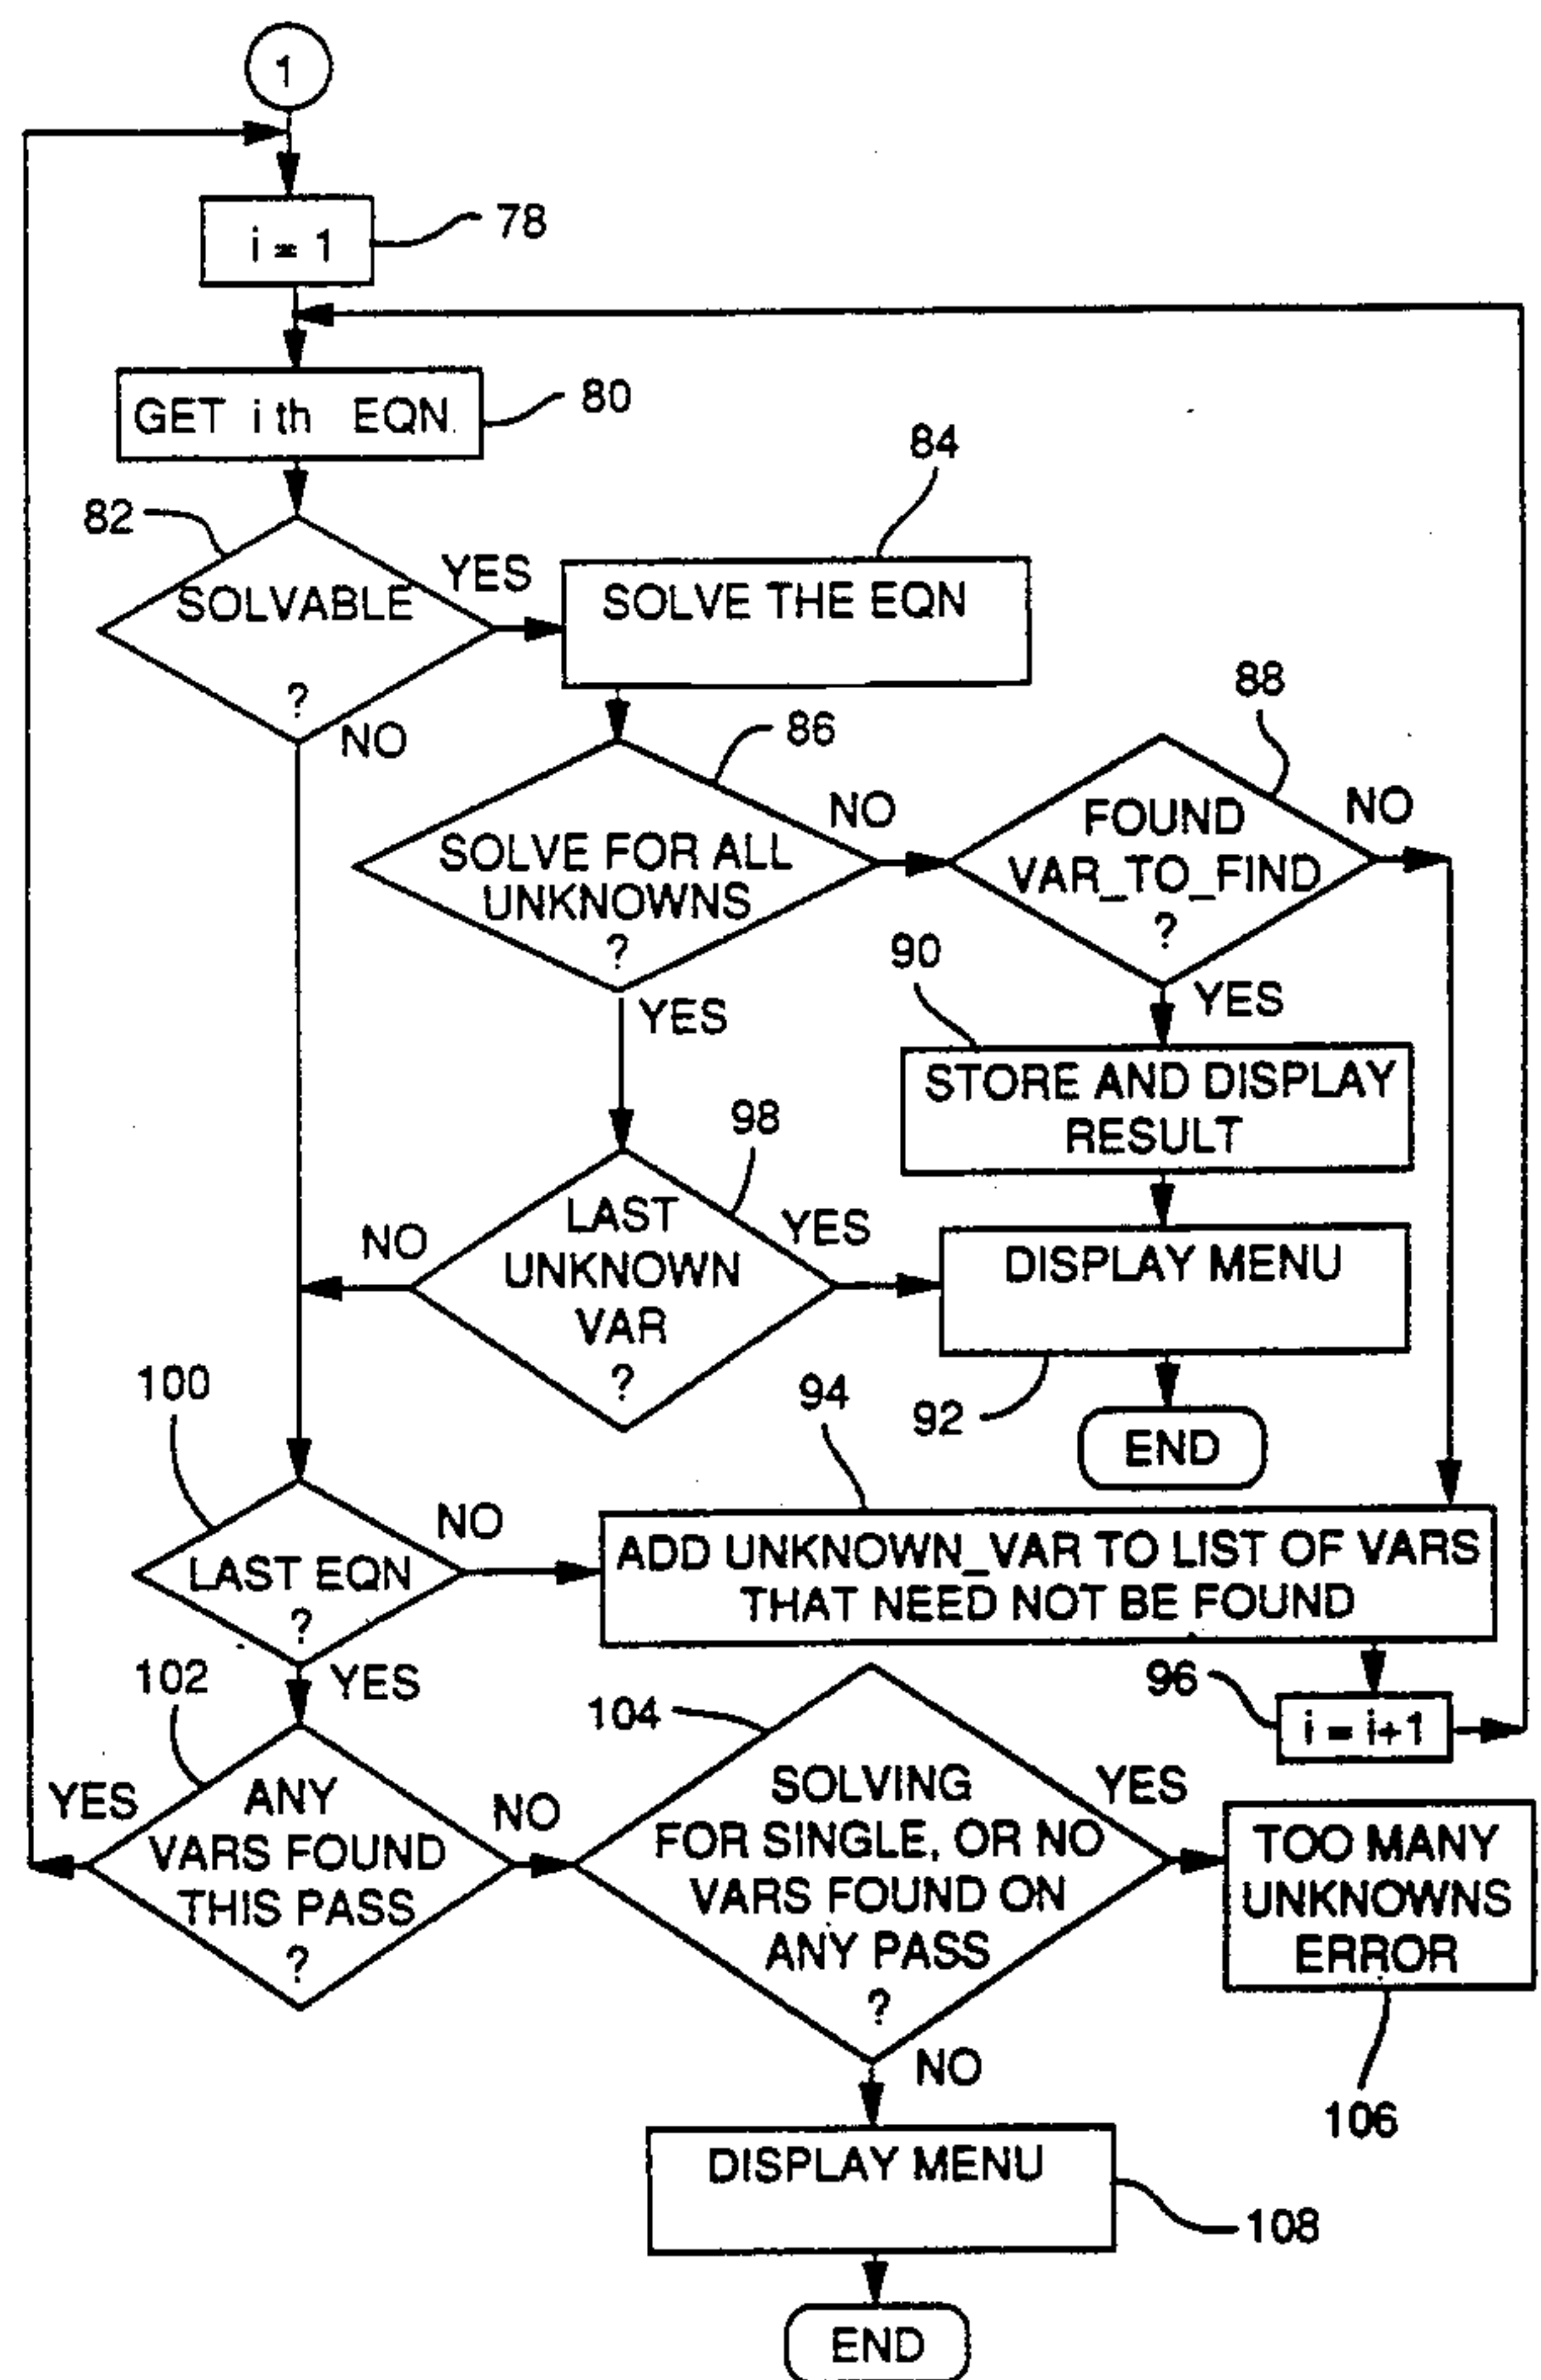 1
i = 1
78
GET i th EQN.
80
84
82
SOLVABLE
?
YES
SOLVE THE EQN
NO
86
88
SOLVE FOR ALL
UNKNOWNS
?
NO
FOUND
VAR_TO_FIND
?
NO
YES
90
YES
STORE AND DISPLAY
RESULT
98
LAST
UNKNOWN
VAR
?
NO
YES
DISPLAY MENU
92
END
100
94
LAST EQN
?
NO
ADD UNKNOWN_VAR TO LIST OF VARS
THAT NEED NOT BE FOUND
YES
96
i = i+1
102
104
YES
ANY
VARS FOUND
THIS PASS
?
NO
SOLVING
FOR SINGLE, OR NO
VARS FOUND ON
ANY PASS
?
YES
TOO MANY
UNKNOWNS
ERROR
106
NO
DISPLAY MENU
108
END